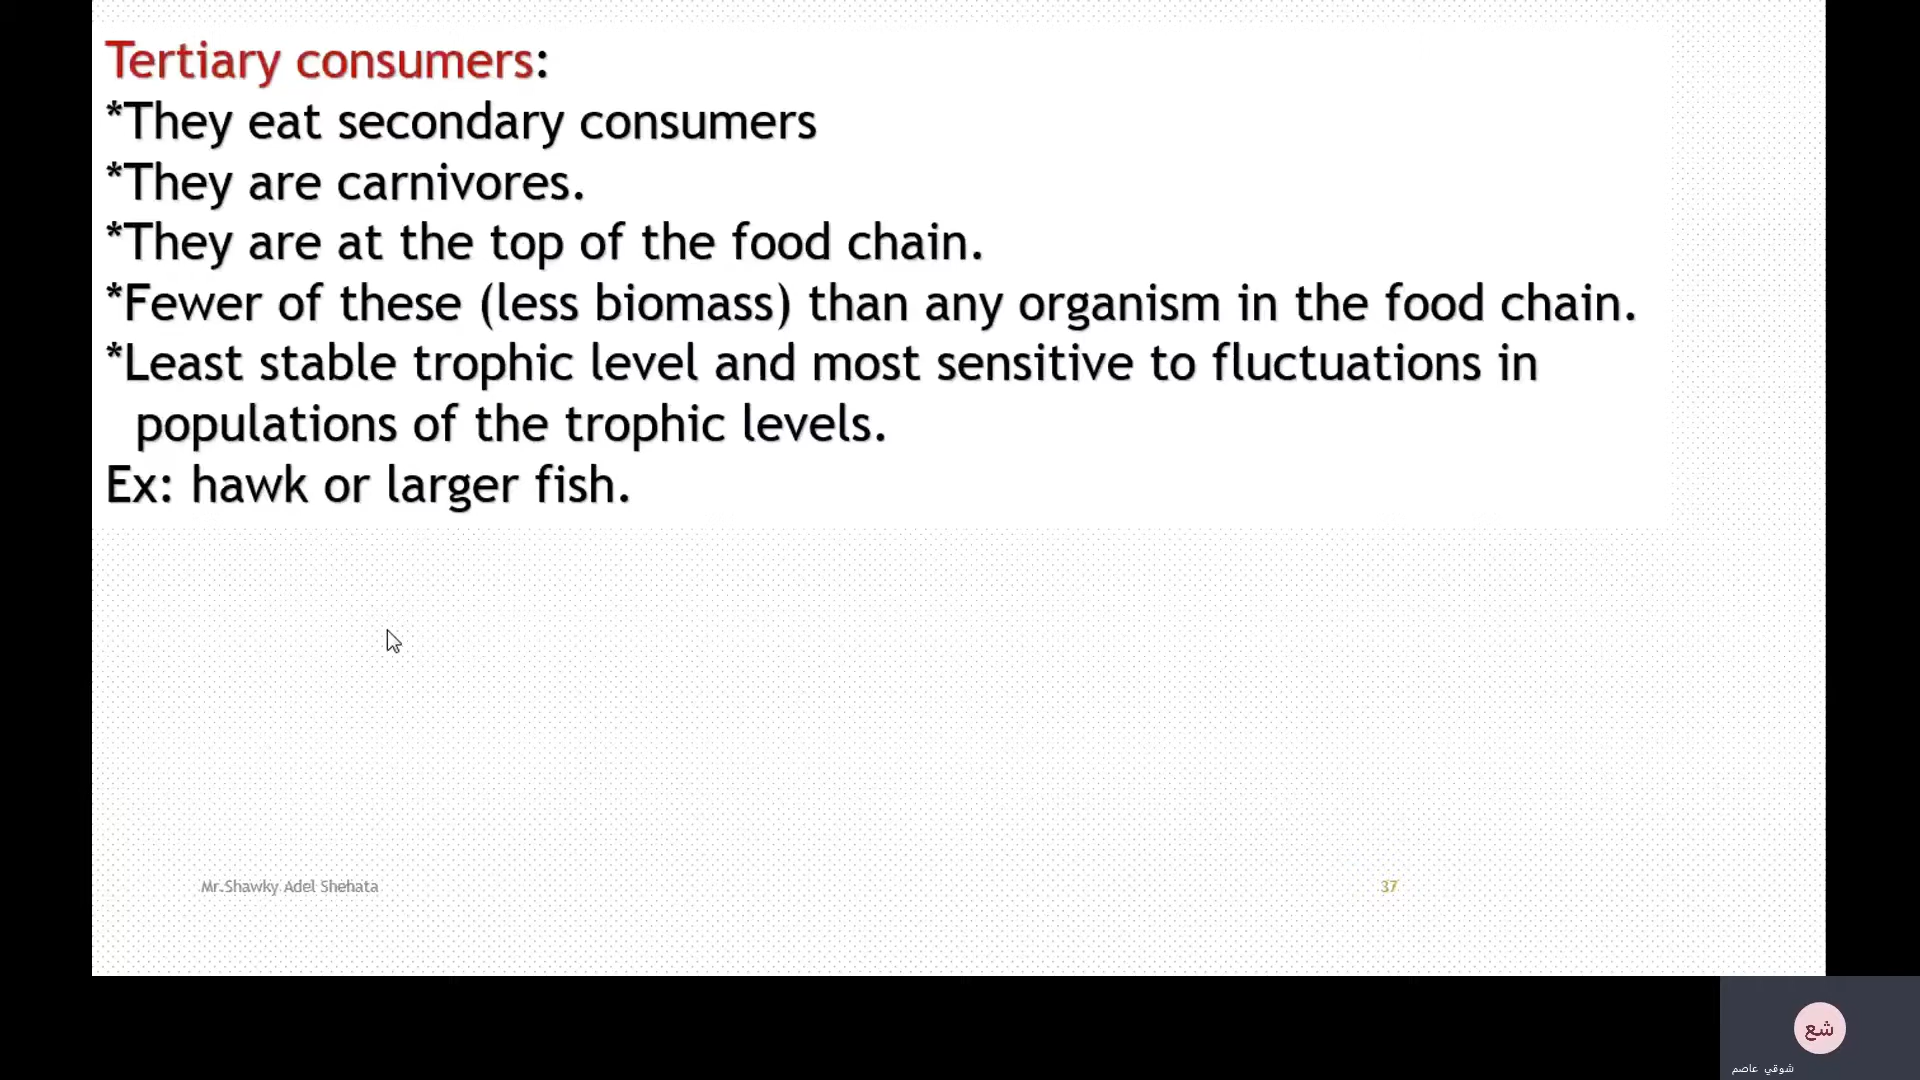 Tertiary consumers:
*They eat secondary consumers
*They are carnivores.
*They are at the top of the food chain.
*Fewer of these (less biomass) than any organism in the food chain.
*Least stable trophic level and most sensitive to fluctuations in
populations of the trophic levels.
Ex: hawk or larger fish.
Mr.Shawky Adel Shehata
37
شع
شوقي عاصم